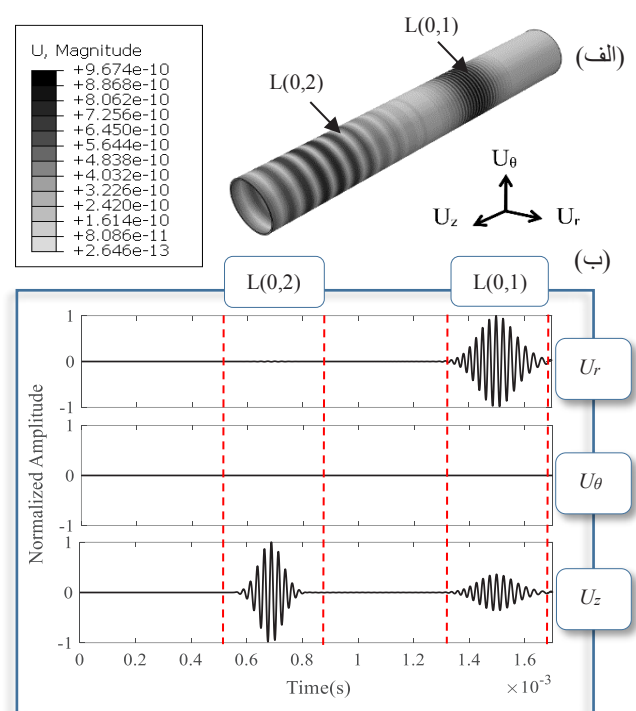 U, Magnitude
+9.674e-10
+8.868e-10
+8.062e-10
+7.256e-10
+6.450e-10
+5.644e-10
+4.838e-10
+4.032e-10
+3.226e-10
+2.420e-10
+1.614e-10
+8.086e-11
+2.646e-13
L(0,1)
(الف)
L(0,2)
Uθ
Uz
Ur
(ب)
L(0,2)
L(0,1)
Normalized Amplitude
1
0
-1
Ur
1
0
-1
Uθ
1
0
-1
Uz
0 0.2 0.4 0.6 0.8 1 1.2 1.4 1.6
Time(s)
×10⁻³